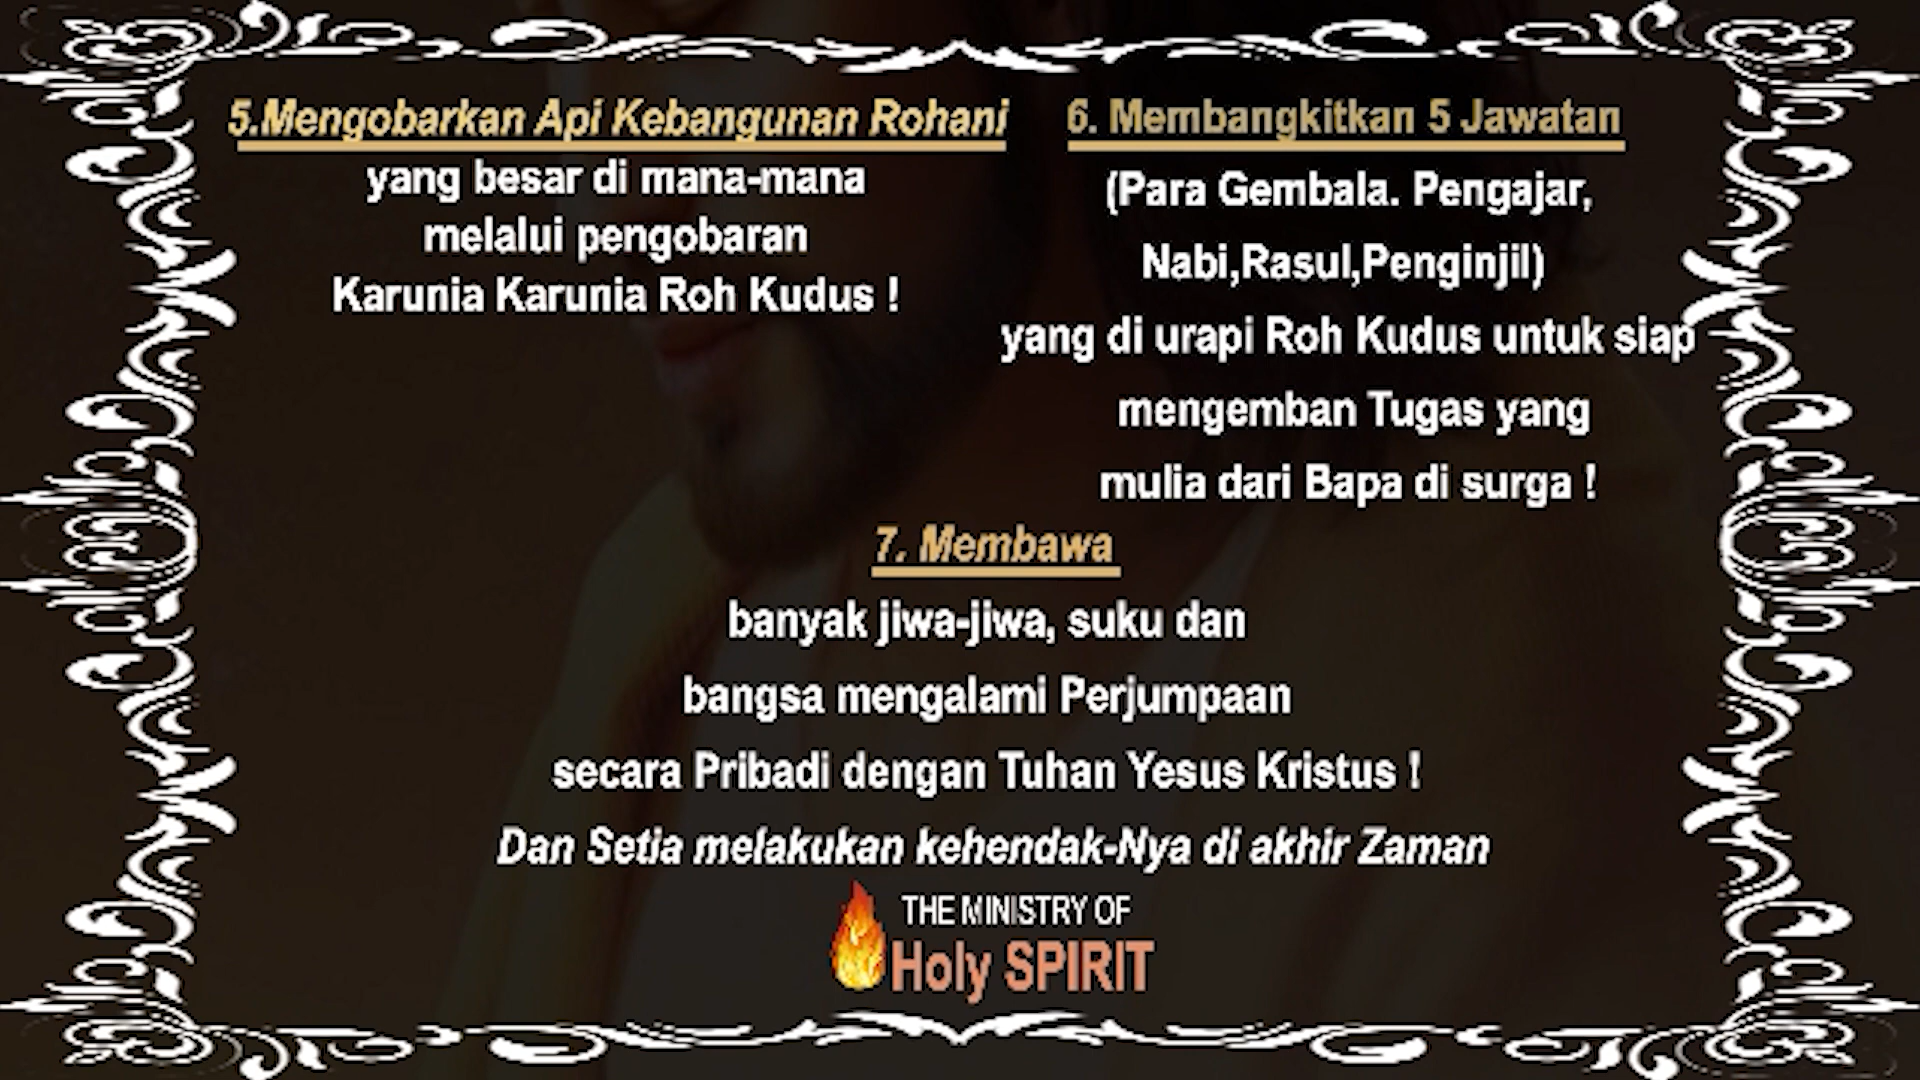 5.Mengobarkan Api Kebangunan Rohani
yang besar di mana-mana
melalui pengobaran
Karunia Karunia Roh Kudus !
6. Membangkitkan 5 Jawatan
(Para Gembala. Pengajar,
Nabi,Rasul,Penginjil)
yang di urapi Roh Kudus untuk siap
mengemban Tugas yang
mulia dari Bapa di surga !
7. Membawa
banyak jiwa-jiwa, suku dan
bangsa mengalami Perjumpaan
secara Pribadi dengan Tuhan Yesus Kristus !
Dan Setia melakukan kehendak-Nya di akhir Zaman
THE MINISTRY OF
Holy SPIRIT